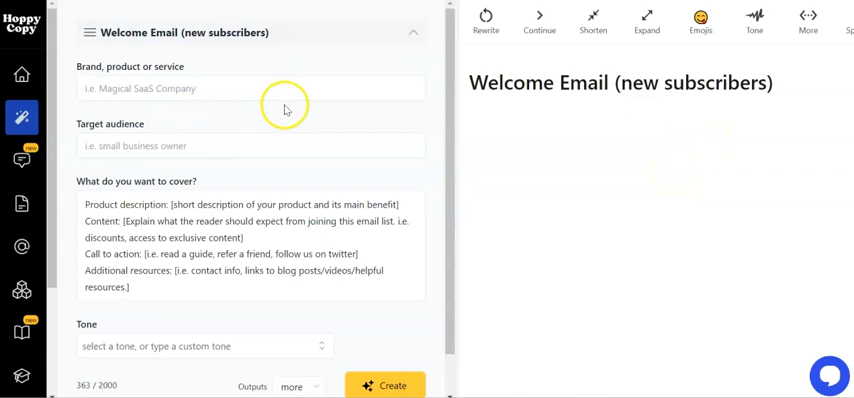 Hoppy
Copy
new
new
Welcome Email (new subscribers)
Brand, product or service
i.e. Magical SaaS Company
Target audience
i.e. small business owner
What do you want to cover?
Product description: [short description of your product and its main benefit]
Content: [Explain what the reader should expect from joining this email list. i.e.
discounts, access to exclusive content]
Call to action: [i.e. read a guide, refer a friend, follow us on twitter]
Additional resources: [i.e. contact info, links to blog posts/videos/helpful
resources.]
Tone
select a tone, or type a custom tone
363 / 2000
Outputs
more
Create
Rewrite
Continue
Shorten
Expand
Emojis
Tone
More
Sp
Welcome Email (new subscribers)